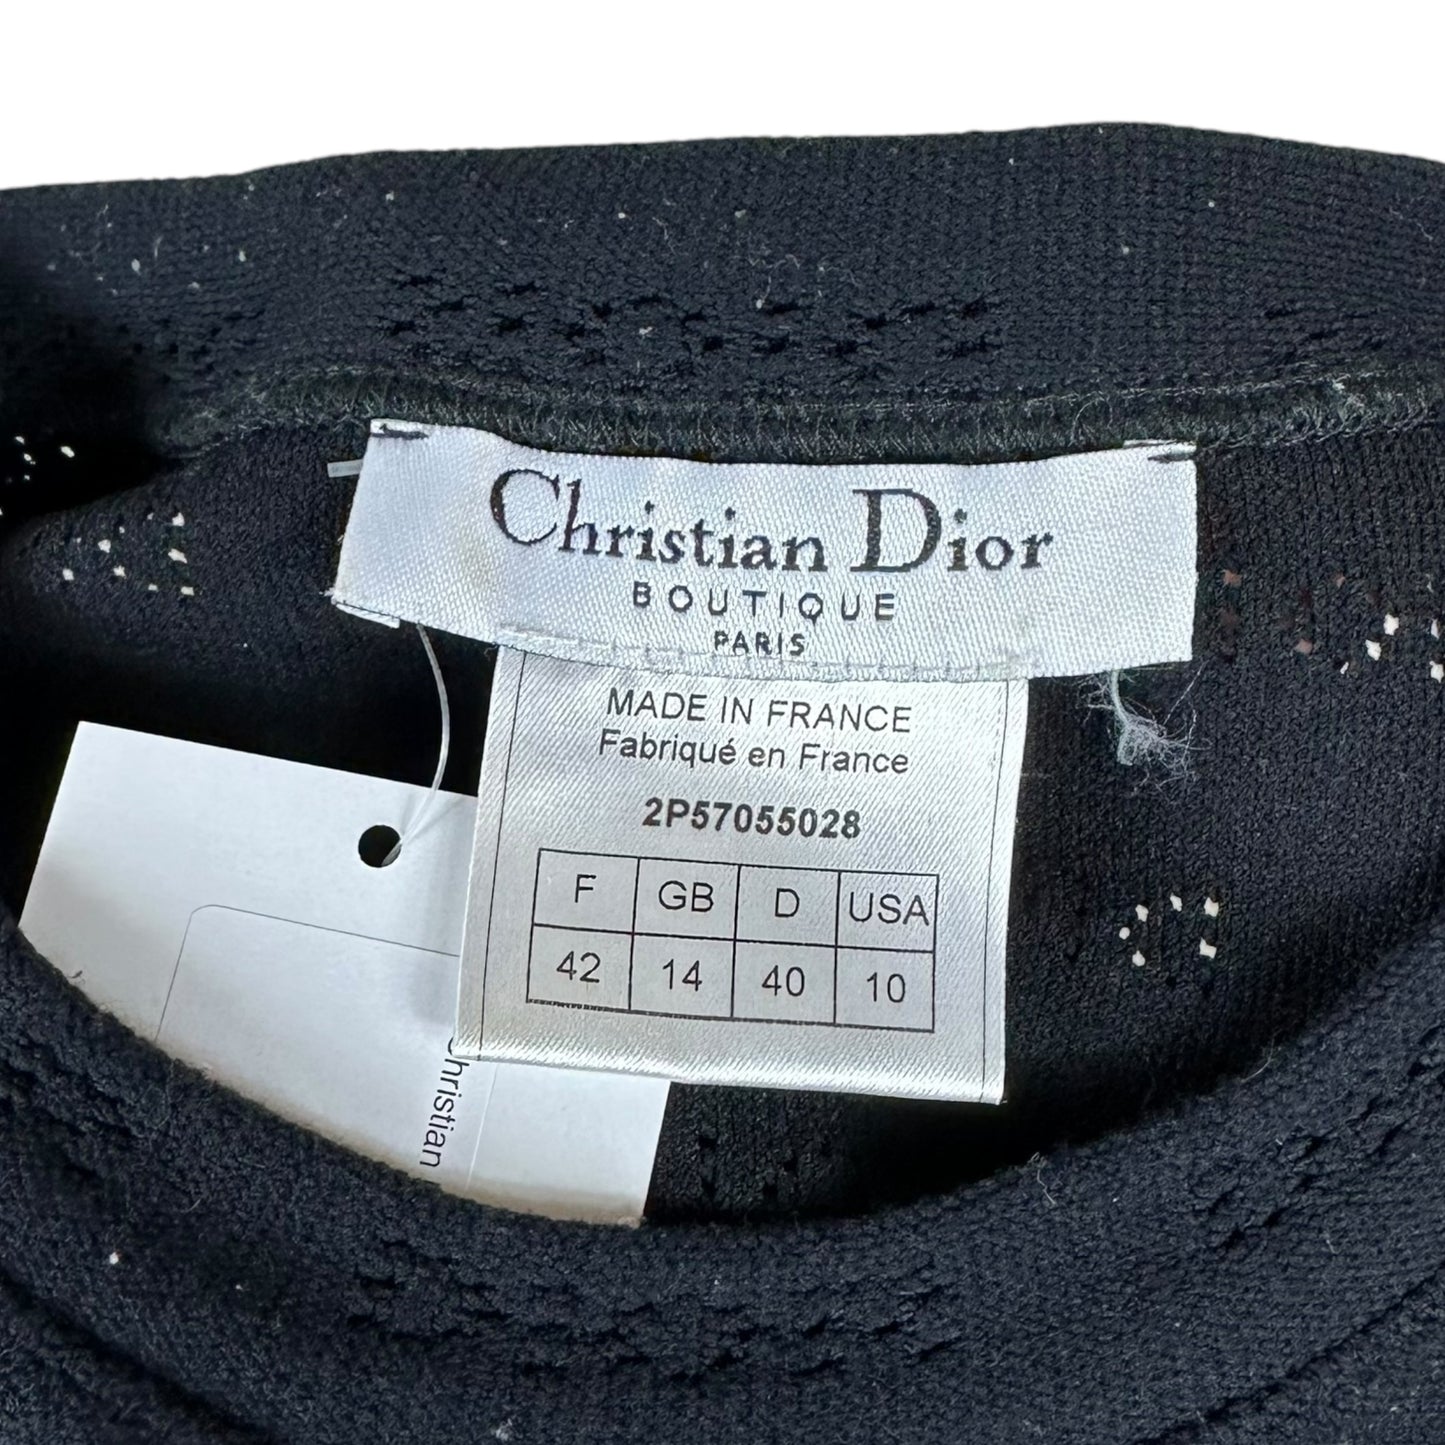 Christian Dior
BOUTIQUE
PARIS
MADE IN FRANCE
Fabriqué en France
2P57055028
F GB D USA
42 14 40 10
Christian